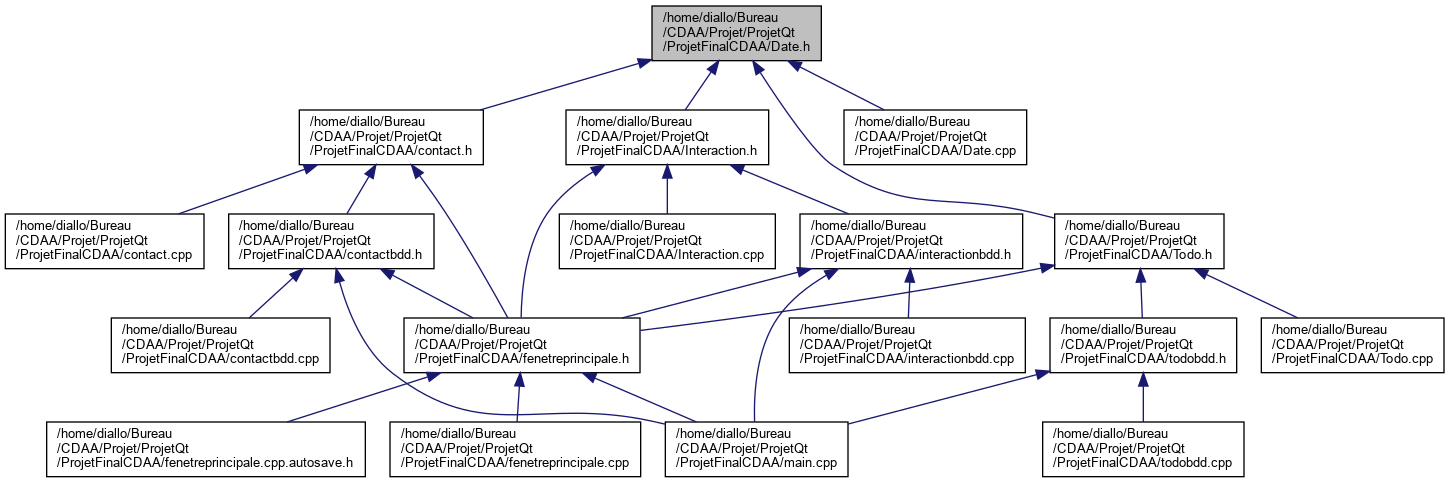 /home/diallo/Bureau
/CDAA/Projet/ProjetQt
/ProjetFinalCDAA/Date.h
/home/diallo/Bureau
/CDAA/Projet/ProjetQt
/ProjetFinalCDAA/contact.h
/home/diallo/Bureau
/CDAA/Projet/ProjetQt
/ProjetFinalCDAA/Interaction.h
/home/diallo/Bureau
/CDAA/Projet/ProjetQt
/ProjetFinalCDAA/Date.cpp
/home/diallo/Bureau
/CDAA/Projet/ProjetQt
/ProjetFinalCDAA/contact.cpp
/home/diallo/Bureau
/CDAA/Projet/ProjetQt
/ProjetFinalCDAA/contactbdd.h
/home/diallo/Bureau
/CDAA/Projet/ProjetQt
/ProjetFinalCDAA/Interaction.cpp
/home/diallo/Bureau
/CDAA/Projet/ProjetQt
/ProjetFinalCDAA/interactionbdd.h
/home/diallo/Bureau
/CDAA/Projet/ProjetQt
/ProjetFinalCDAA/Todo.h
/home/diallo/Bureau
/CDAA/Projet/ProjetQt
/ProjetFinalCDAA/contactbdd.cpp
/home/diallo/Bureau
/CDAA/Projet/ProjetQt
/ProjetFinalCDAA/fenetreprincipale.h
/home/diallo/Bureau
/CDAA/Projet/ProjetQt
/ProjetFinalCDAA/interactionbdd.cpp
/home/diallo/Bureau
/CDAA/Projet/ProjetQt
/ProjetFinalCDAA/todobdd.h
/home/diallo/Bureau
/CDAA/Projet/ProjetQt
/ProjetFinalCDAA/Todo.cpp
/home/diallo/Bureau
/CDAA/Projet/ProjetQt
/ProjetFinalCDAA/fenetreprincipale.cpp.autosave.h
/home/diallo/Bureau
/CDAA/Projet/ProjetQt
/ProjetFinalCDAA/fenetreprincipale.cpp
/home/diallo/Bureau
/CDAA/Projet/ProjetQt
/ProjetFinalCDAA/main.cpp
/home/diallo/Bureau
/CDAA/Projet/ProjetQt
/ProjetFinalCDAA/todobdd.cpp